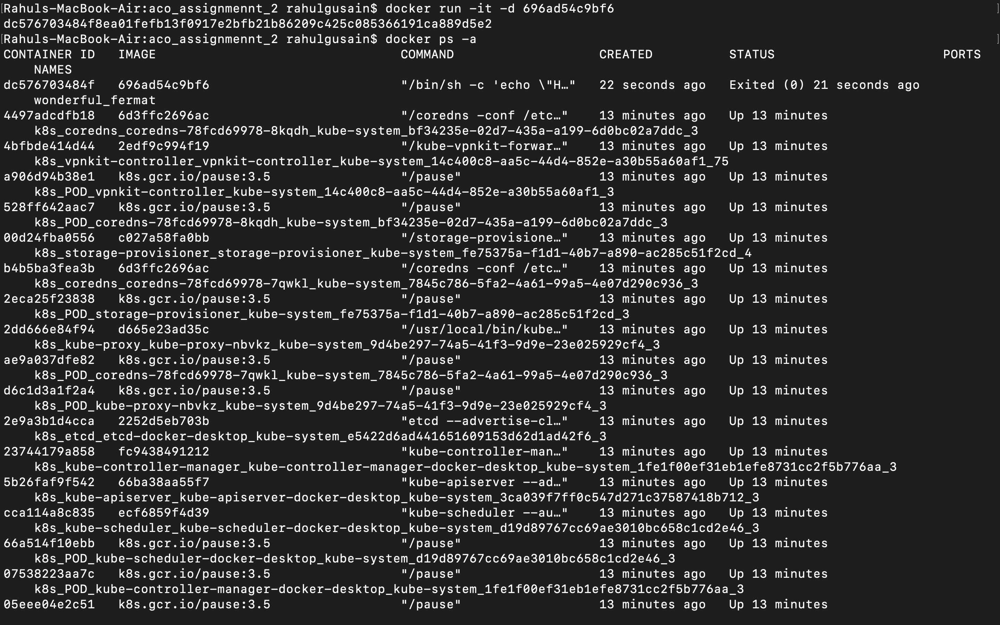 [Rahuls-MacBook-Air:aco_assignmennt_2 rahulgusain$ docker run -it -d 696ad54c9bf6 ]
dc576703484f8ea01fefb13f0917e2bfb21b86209c425c085366191ca889d5e2
[Rahuls-MacBook-Air:aco_assignmennt_2 rahulgusain$ docker ps -a ]
CONTAINER ID   IMAGE                                     COMMAND                   CREATED          STATUS                       PORTS
    NAMES
dc576703484f   696ad54c9bf6                              "/bin/sh -c 'echo \"H…"   22 seconds ago   Exited (0) 21 seconds ago
    wonderful_fermat
4497adcdfb18   6d3ffc2696ac                              "/coredns -conf /etc…"    13 minutes ago   Up 13 minutes
    k8s_coredns_coredns-78fcd69978-8kqdh_kube-system_bf34235e-02d7-435a-a199-6d0bc02a7ddc_3
4bfbde414d44   2edf9c994f19                              "/kube-vpnkit-forwar…"    13 minutes ago   Up 13 minutes
    k8s_vpnkit-controller_vpnkit-controller_kube-system_14c400c8-aa5c-44d4-852e-a30b55a60af1_75
a906d94b38e1   k8s.gcr.io/pause:3.5                      "/pause"                  13 minutes ago   Up 13 minutes
    k8s_POD_vpnkit-controller_kube-system_14c400c8-aa5c-44d4-852e-a30b55a60af1_3
528ff642aac7   k8s.gcr.io/pause:3.5                      "/pause"                  13 minutes ago   Up 13 minutes
    k8s_POD_coredns-78fcd69978-8kqdh_kube-system_bf34235e-02d7-435a-a199-6d0bc02a7ddc_3
00d24fba0556   c027a58fa0bb                              "/storage-provisione…"    13 minutes ago   Up 13 minutes
    k8s_storage-provisioner_storage-provisioner_kube-system_fe75375a-f1d1-40b7-a890-ac285c51f2cd_4
b4b5ba3fea3b   6d3ffc2696ac                              "/coredns -conf /etc…"    13 minutes ago   Up 13 minutes
    k8s_coredns_coredns-78fcd69978-7qwkl_kube-system_7845c786-5fa2-4a61-99a5-4e07d290c936_3
2eca25f23838   k8s.gcr.io/pause:3.5                      "/pause"                  13 minutes ago   Up 13 minutes
    k8s_POD_storage-provisioner_kube-system_fe75375a-f1d1-40b7-a890-ac285c51f2cd_3
2dd666e84f94   d665e23ad35c                              "/usr/local/bin/kube…"    13 minutes ago   Up 13 minutes
    k8s_kube-proxy_kube-proxy-nbvkz_kube-system_9d4be297-74a5-41f3-9d9e-23e025929cf4_3
ae9a037dfe82   k8s.gcr.io/pause:3.5                      "/pause"                  13 minutes ago   Up 13 minutes
    k8s_POD_coredns-78fcd69978-7qwkl_kube-system_7845c786-5fa2-4a61-99a5-4e07d290c936_3
d6c1d3a1f2a4   k8s.gcr.io/pause:3.5                      "/pause"                  13 minutes ago   Up 13 minutes
    k8s_POD_kube-proxy-nbvkz_kube-system_9d4be297-74a5-41f3-9d9e-23e025929cf4_3
2e9a3b1d4cca   2252d5eb703b                              "etcd --advertise-cl…"    13 minutes ago   Up 13 minutes
    k8s_etcd_etcd-docker-desktop_kube-system_e5422d6ad441651609153d62d1ad42f6_3
23744179a858   fc9438491212                              "kube-controller-man…"    13 minutes ago   Up 13 minutes
    k8s_kube-controller-manager_kube-controller-manager-docker-desktop_kube-system_1fe1f00ef31eb1efe8731cc2f5b776aa_3
5b26faf9f542   66ba38aa55f7                              "kube-apiserver --ad…"    13 minutes ago   Up 13 minutes
    k8s_kube-apiserver_kube-apiserver-docker-desktop_kube-system_3ca039f7ff0c547d271c37587418b712_3
cca114a8c835   ecf6859f4d39                              "kube-scheduler --au…"    13 minutes ago   Up 13 minutes
    k8s_kube-scheduler_kube-scheduler-docker-desktop_kube-system_d19d89767cc69ae3010bc658c1cd2e46_3
66a514f10ebb   k8s.gcr.io/pause:3.5                      "/pause"                  13 minutes ago   Up 13 minutes
    k8s_POD_kube-scheduler-docker-desktop_kube-system_d19d89767cc69ae3010bc658c1cd2e46_3
07538223aa7c   k8s.gcr.io/pause:3.5                      "/pause"                  13 minutes ago   Up 13 minutes
    k8s_POD_kube-controller-manager-docker-desktop_kube-system_1fe1f00ef31eb1efe8731cc2f5b776aa_3
05eee04e2c51   k8s.gcr.io/pause:3.5                      "/pause"                  13 minutes ago   Up 13 minutes